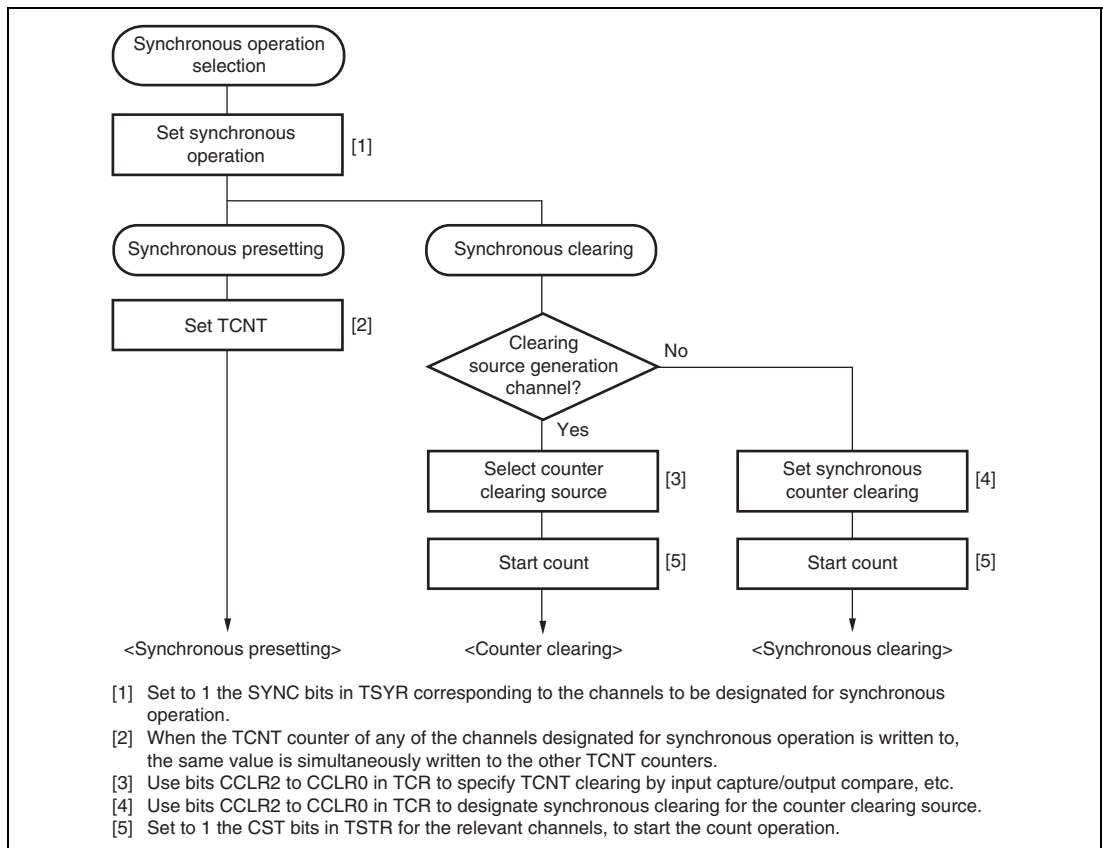 Synchronous operation
selection
Set synchronous
operation
[1]
Synchronous presetting
Synchronous clearing
Set TCNT
[2]
Clearing
source generation
channel?
No
Yes
Select counter
clearing source
[3]
Set synchronous
counter clearing
[4]
Start count
[5]
Start count
[5]
<Synchronous presetting>
<Counter clearing>
<Synchronous clearing>
[1] Set to 1 the SYNC bits in TSYR corresponding to the channels to be designated for synchronous
operation.
[2] When the TCNT counter of any of the channels designated for synchronous operation is written to,
the same value is simultaneously written to the other TCNT counters.
[3] Use bits CCLR2 to CCLR0 in TCR to specify TCNT clearing by input capture/output compare, etc.
[4] Use bits CCLR2 to CCLR0 in TCR to designate synchronous clearing for the counter clearing source.
[5] Set to 1 the CST bits in TSTR for the relevant channels, to start the count operation.